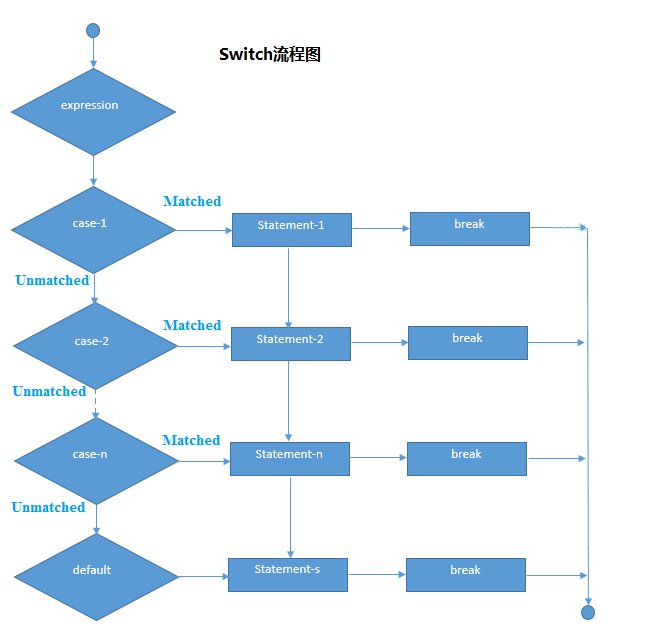 Switch流程图
expression
Matched
case-1
Statement-1
break
Unmatched
Matched
case-2
Statement-2
break
Unmatched
Matched
case-n
Statement-n
break
Unmatched
default
Statement-s
break